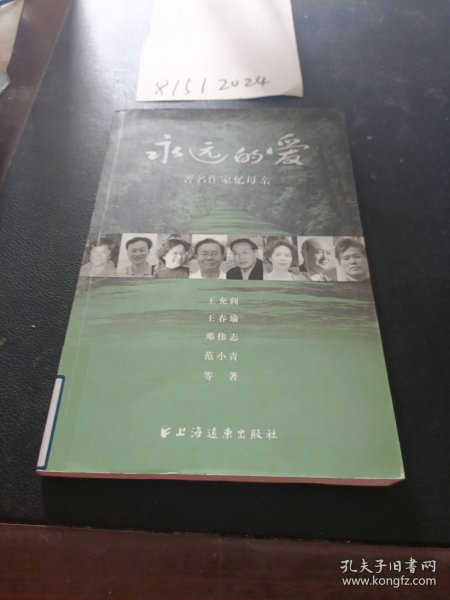 8151 2024
永远的爱
著名作家忆母亲
王充闾
王春瑜
邓伟志
范小青
等 著
上海远东出版社
孔夫子旧书网
www.kongfz.com